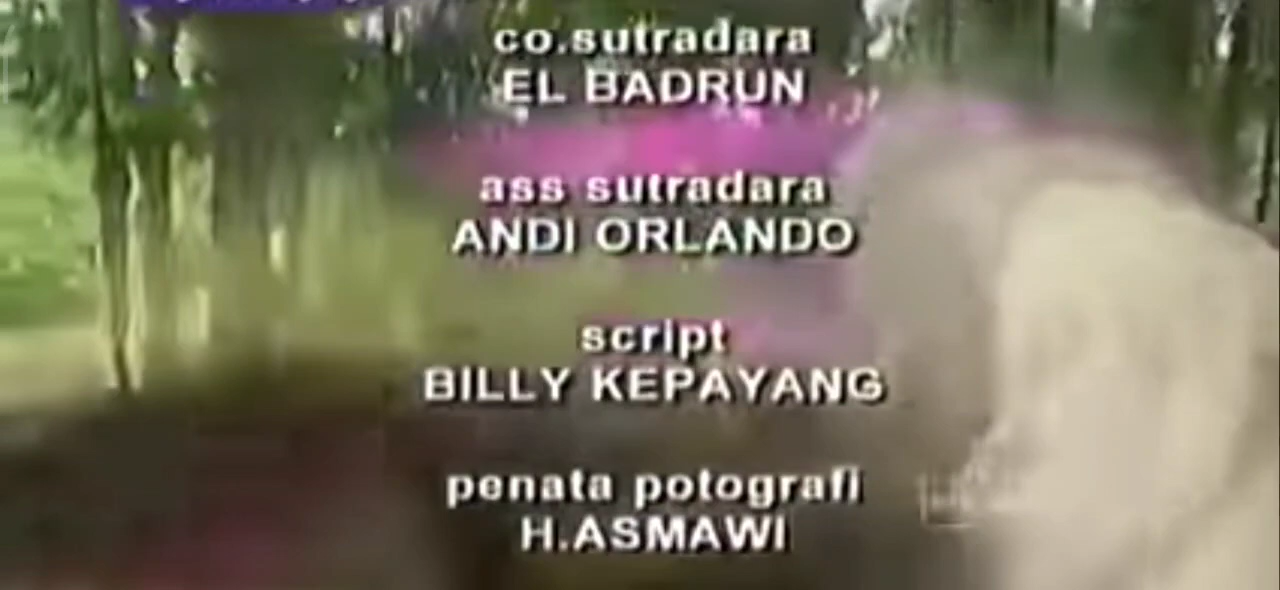 co.sutradara
EL BADRUN
ass sutradara
ANDI ORLANDO
script
BILLY KEPAYANG
penata potografi
H.ASMAWI